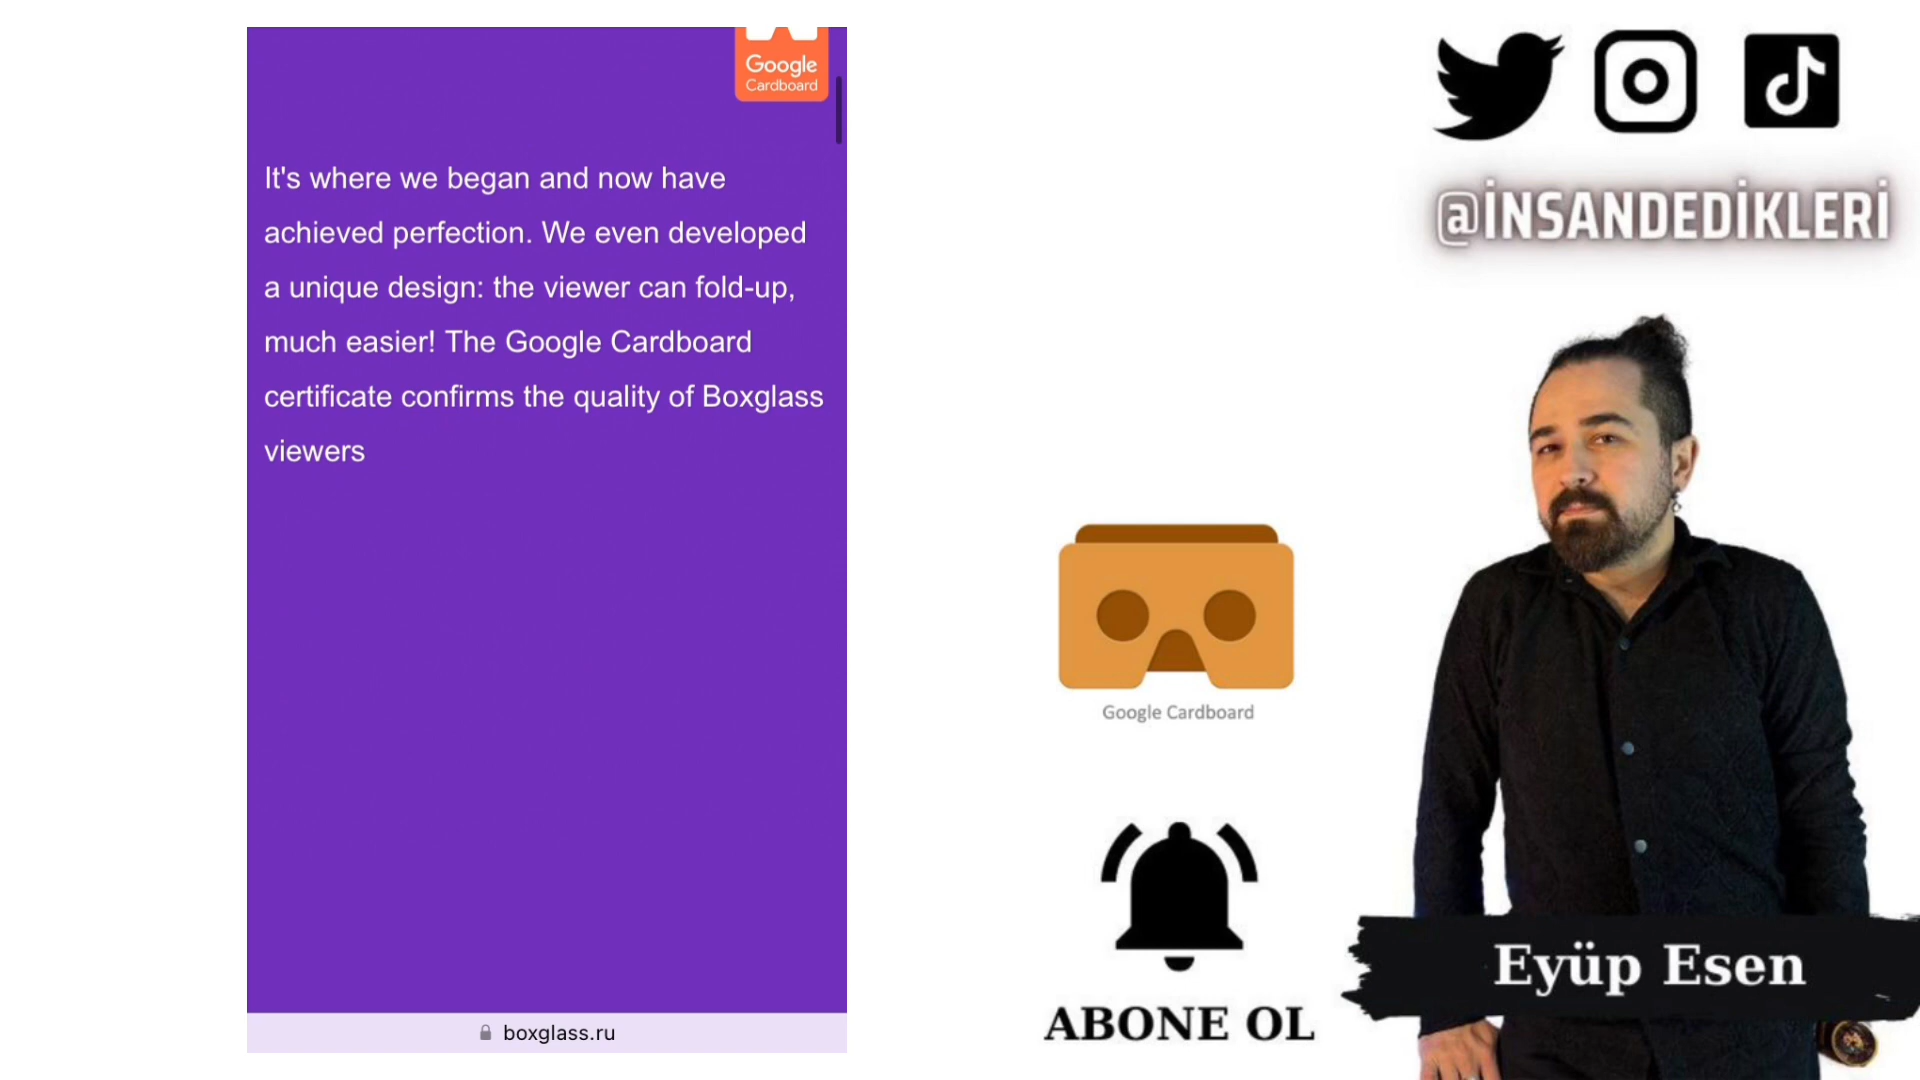 Google
Cardboard
It's where we began and now have
achieved perfection. We even developed
a unique design: the viewer can fold-up,
much easier! The Google Cardboard
certificate confirms the quality of Boxglass
viewers
boxglass.ru
@İNSANDEDİKLERİ
Google Cardboard
ABONE OL
Eyüp Esen